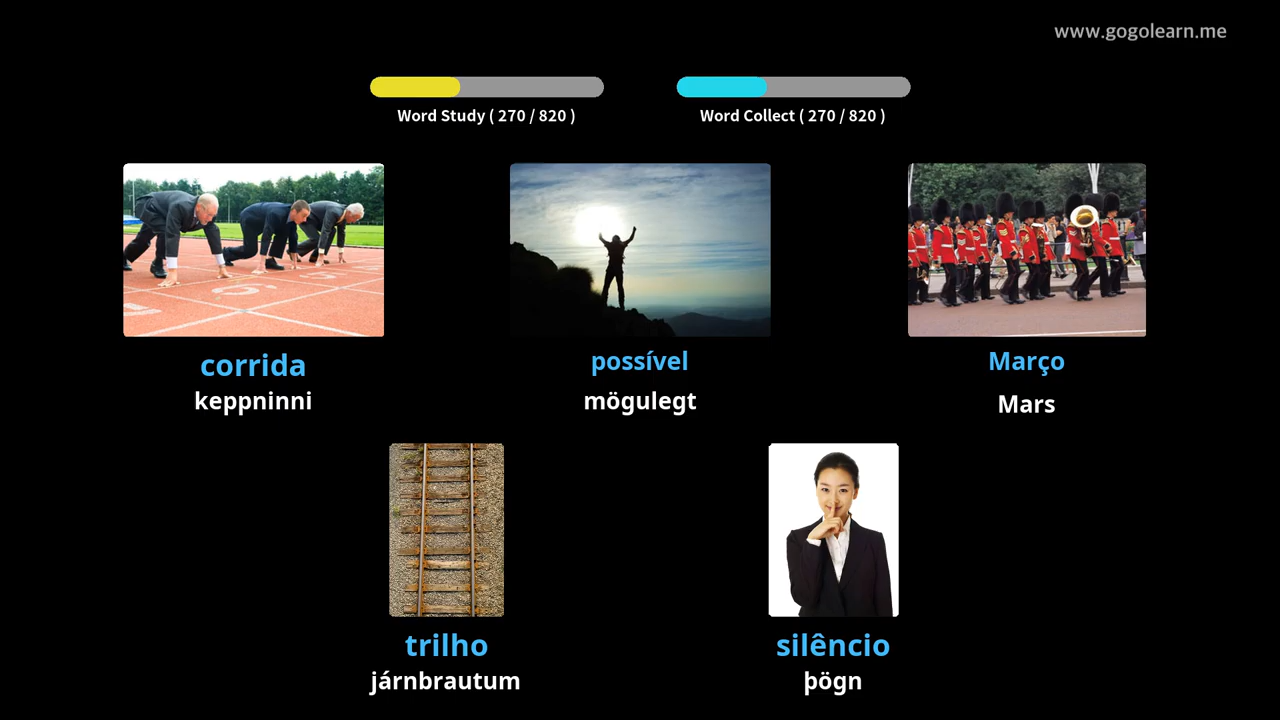 www.gogolearn.me
Word Study ( 270 / 820 )
Word Collect ( 270 / 820 )
corrida
keppninni
possível
mögulegt
Março
Mars
trilho
járnbrautum
silêncio
þögn